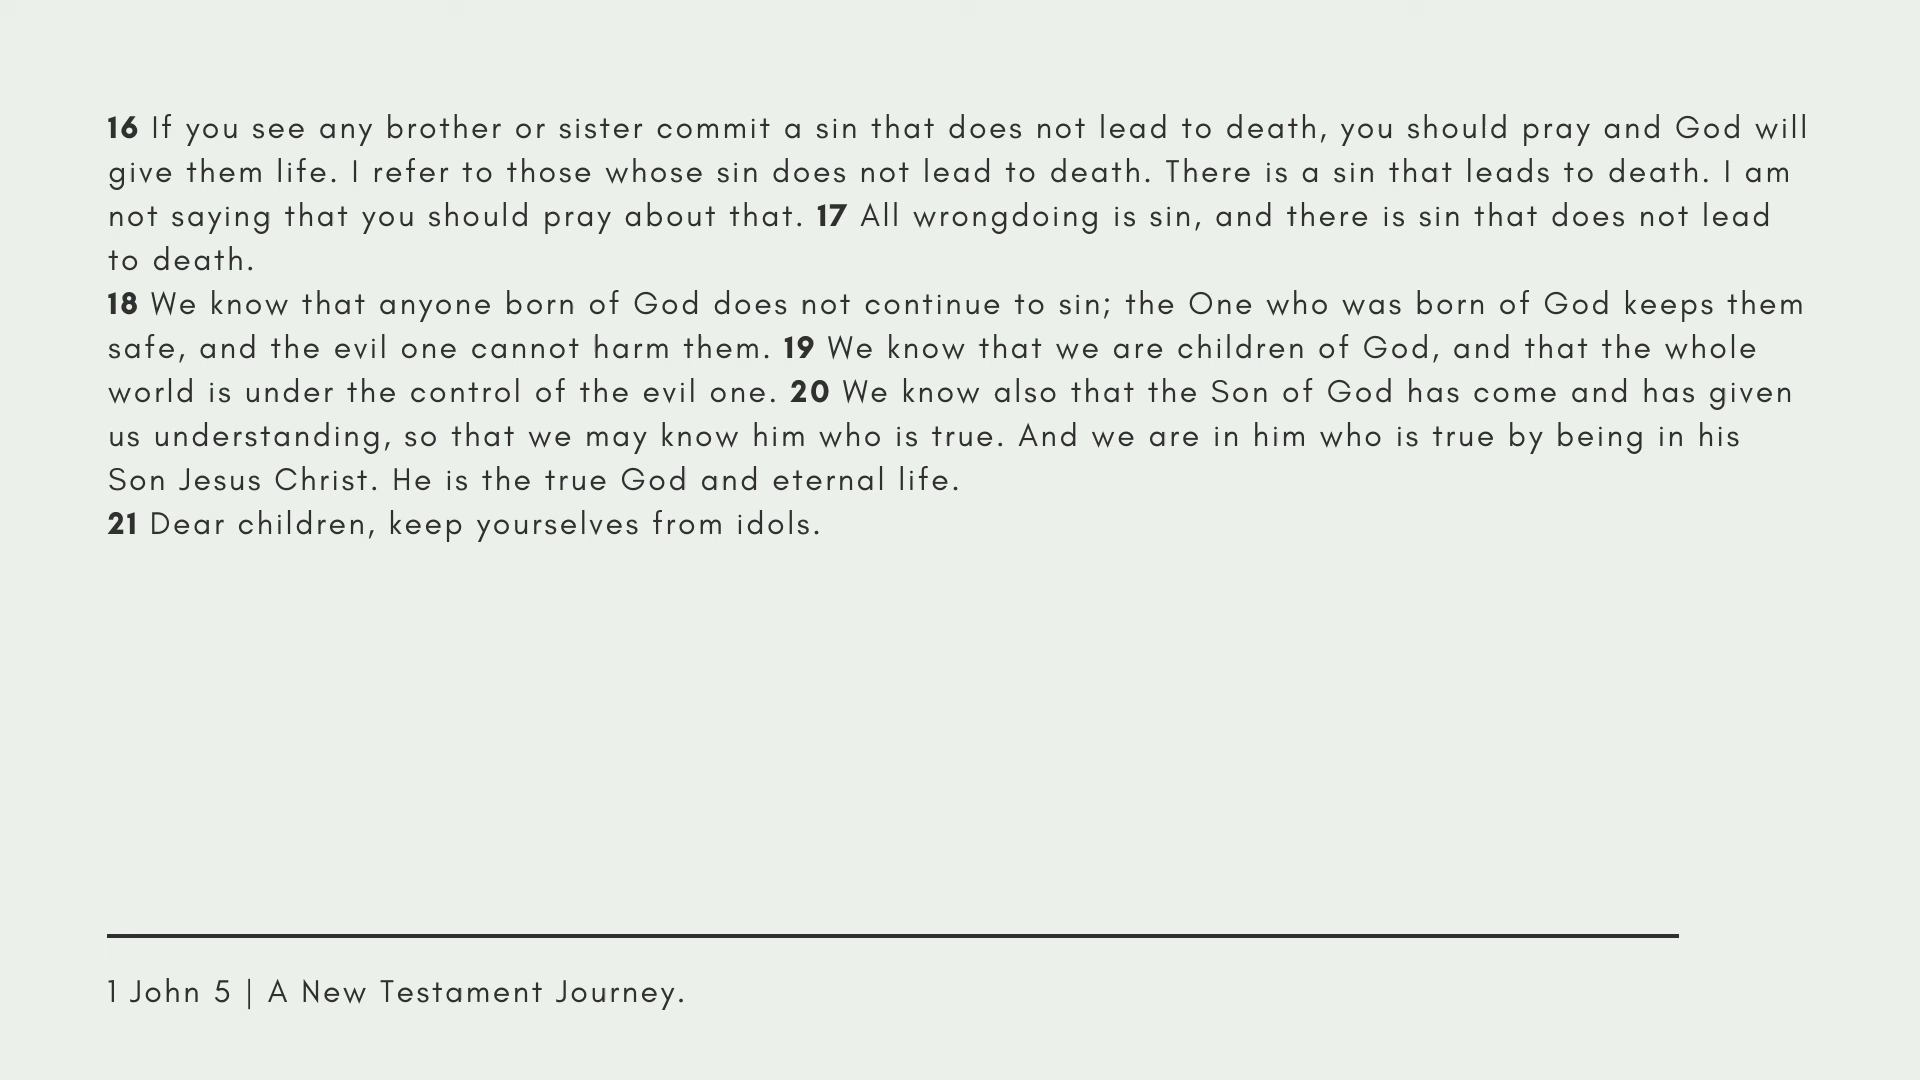 16 If you see any brother or sister commit a sin that does not lead to death, you should pray and God will
give them life. I refer to those whose sin does not lead to death. There is a sin that leads to death. I am
not saying that you should pray about that. 17 All wrongdoing is sin, and there is sin that does not lead
to death.
18 We know that anyone born of God does not continue to sin; the One who was born of God keeps them
safe, and the evil one cannot harm them. 19 We know that we are children of God, and that the whole
world is under the control of the evil one. 20 We know also that the Son of God has come and has given
us understanding, so that we may know him who is true. And we are in him who is true by being in his
Son Jesus Christ. He is the true God and eternal life.
21 Dear children, keep yourselves from idols.
1 John 5 | A New Testament Journey.